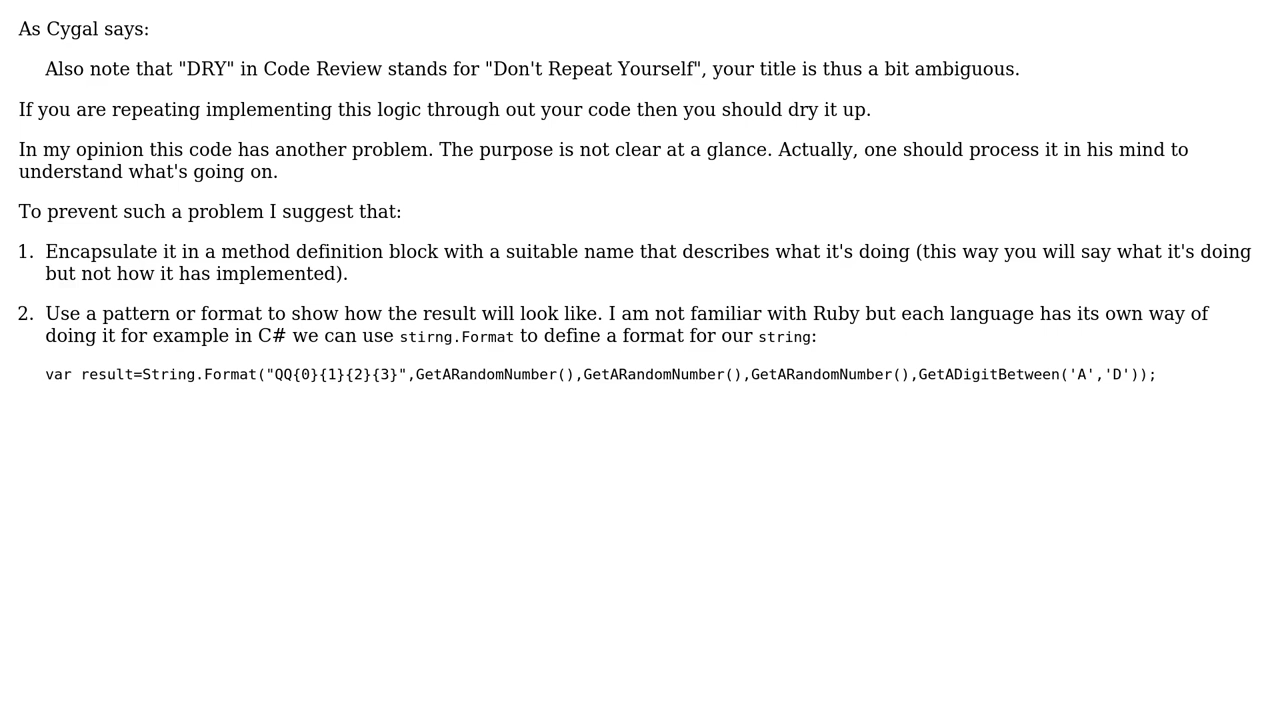 As Cygal says:
Also note that "DRY" in Code Review stands for "Don't Repeat Yourself", your title is thus a bit ambiguous.
If you are repeating implementing this logic through out your code then you should dry it up.
In my opinion this code has another problem. The purpose is not clear at a glance. Actually, one should process it in his mind to
understand what's going on.
To prevent such a problem I suggest that:
1. Encapsulate it in a method definition block with a suitable name that describes what it's doing (this way you will say what it's doing
but not how it has implemented).
2. Use a pattern or format to show how the result will look like. I am not familiar with Ruby but each language has its own way of
doing it for example in C# we can use stirng.Format to define a format for our string:
var result=String.Format("QQ{0}{1}{2}{3}",GetARandomNumber(),GetARandomNumber(),GetARandomNumber(),GetADigitBetween('A','D'));